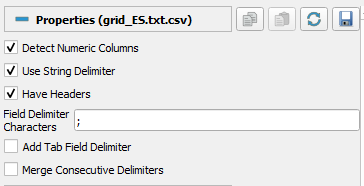 Properties (grid_ES.txt.csv)
Detect Numeric Columns
Use String Delimiter
Have Headers
Field Delimiter
Characters
;
Add Tab Field Delimiter
Merge Consecutive Delimiters